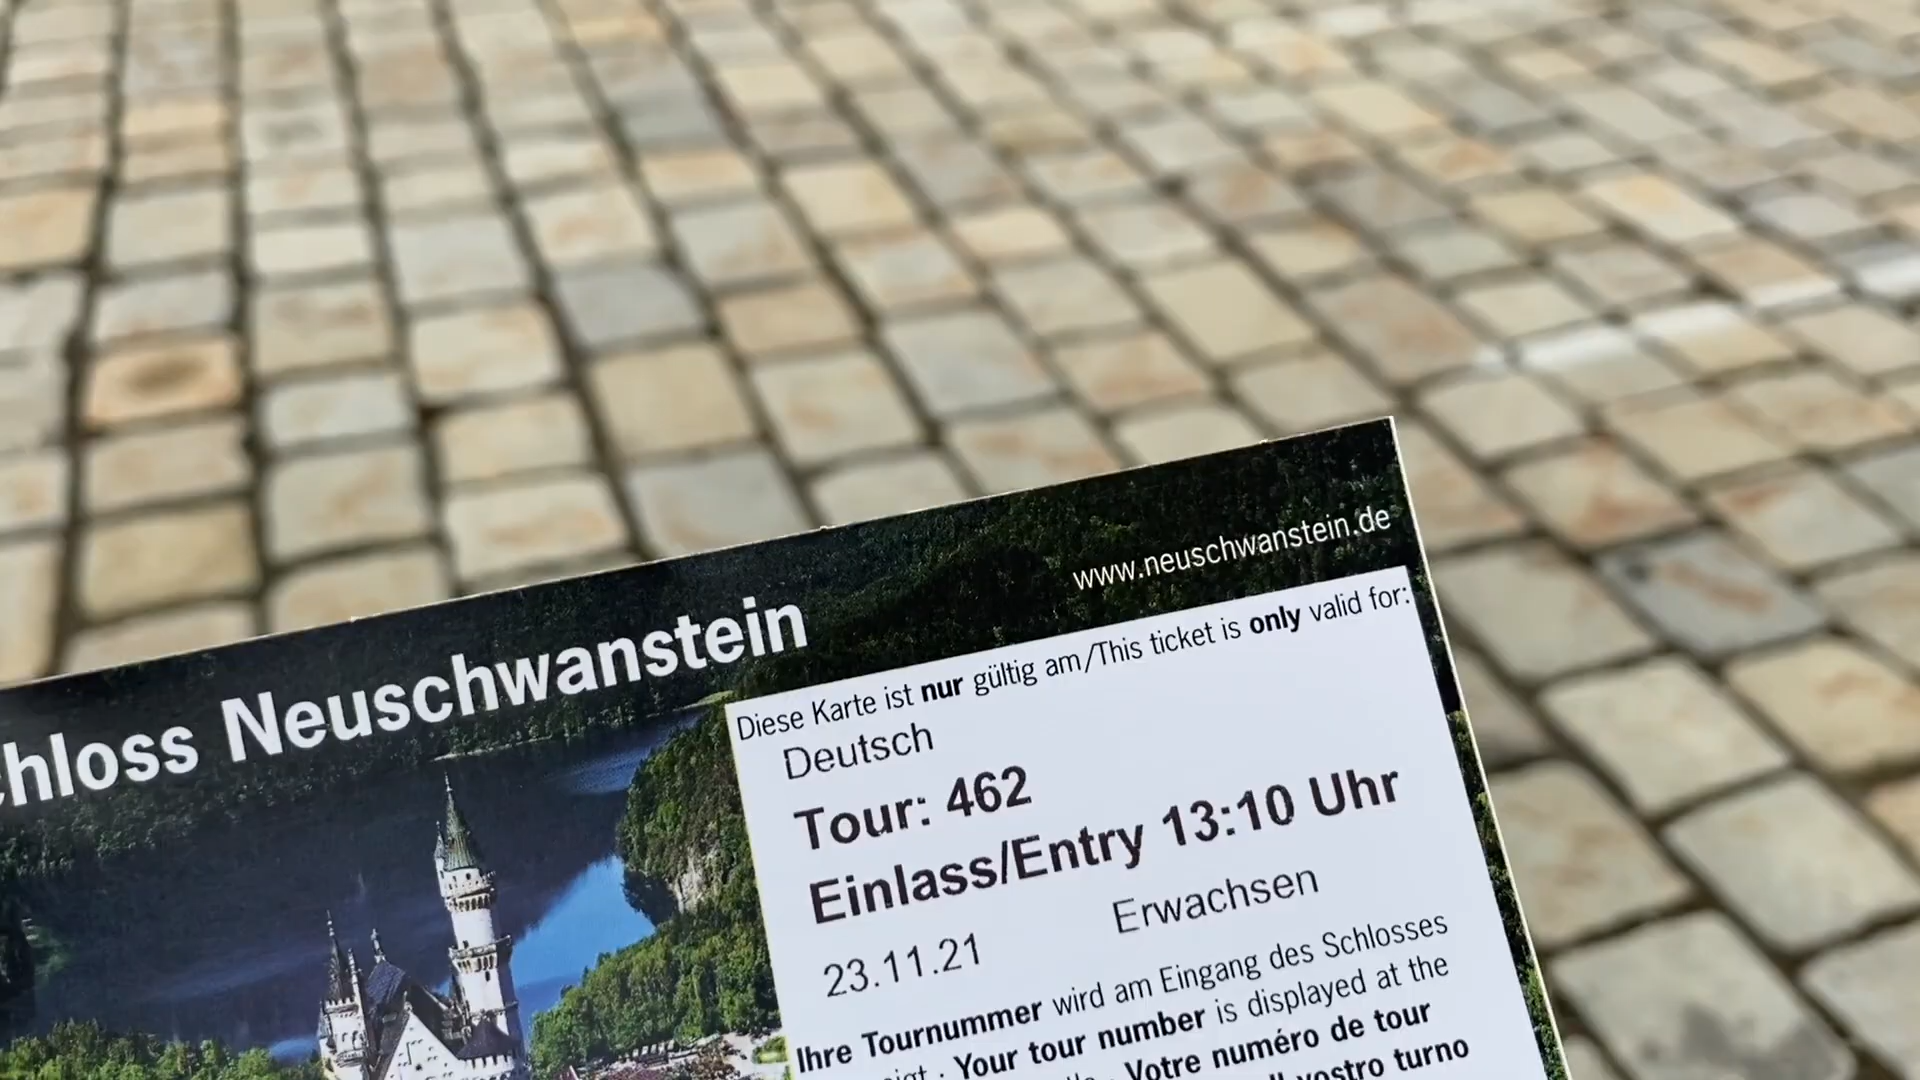 www.neuschwanstein.de
chloss Neuschwanstein
Diese Karte ist nur gültig am/This ticket is only valid for:
Deutsch
Tour: 462
Einlass/Entry 13:10 Uhr
Erwachsen
23.11.21
Ihre Tournummer wird am Eingang des Schlosses
. Your tour number is displayed at the
. Votre numéro de tour
vostro turno